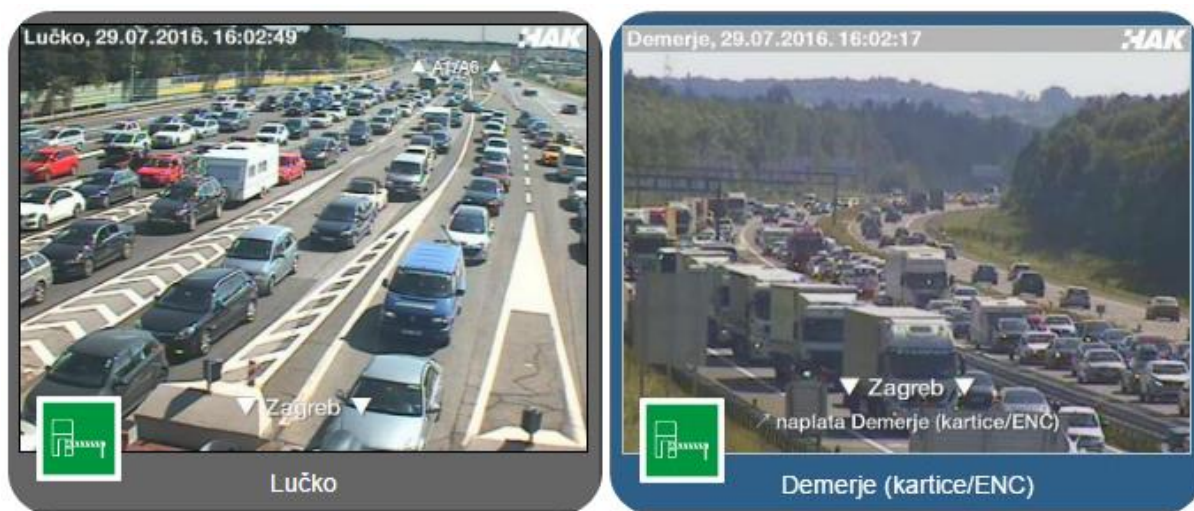 Lučko, 29.07.2016. 16:02:49
HAK
▲ A1/A6 ▲
▼ Zagreb ▼
Lučko
Demerje, 29.07.2016. 16:02:17
HAK
▼ Zagreb ▼
↗ naplata Demerje (kartice/ENC)
Demerje (kartice/ENC)